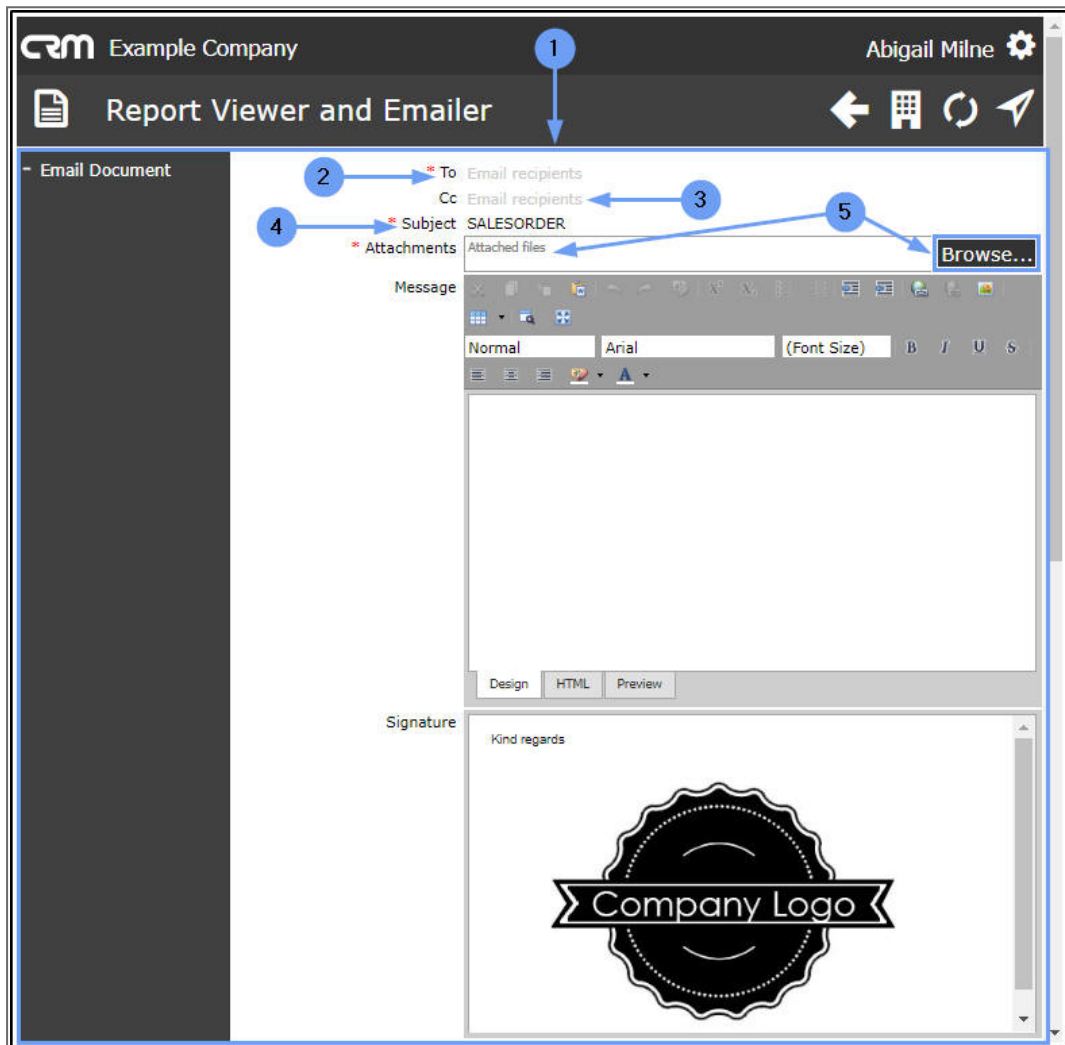 CRM Example Company
1
Abigail Milne
Report Viewer and Emailer
- Email Document
2
* To Email recipients
Cc Email recipients
3
4
* Subject SALESORDER
5
* Attachments Attached files
Browse...
Message
Normal Arial (Font Size) B I U S
A
Design HTML Preview
Signature
Kind regards
Company Logo